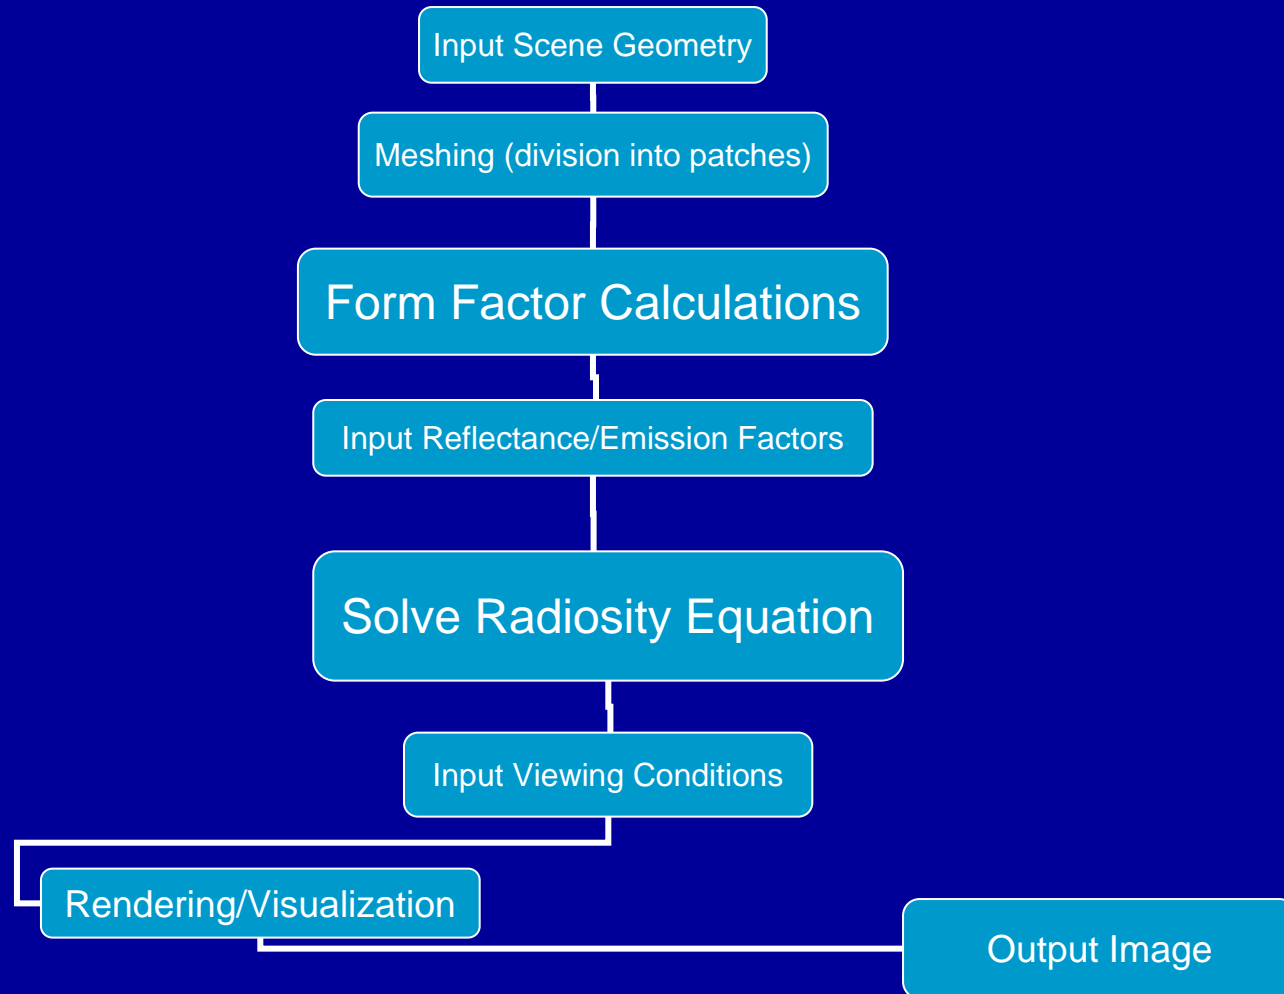 Input Scene Geometry
Meshing (division into patches)
Form Factor Calculations
Input Reflectance/Emission Factors
Solve Radiosity Equation
Input Viewing Conditions
Rendering/Visualization
Output Image